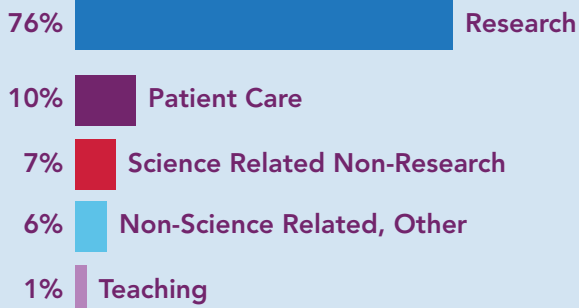 76% Research
10% Patient Care
7% Science Related Non-Research
6% Non-Science Related, Other
1% Teaching